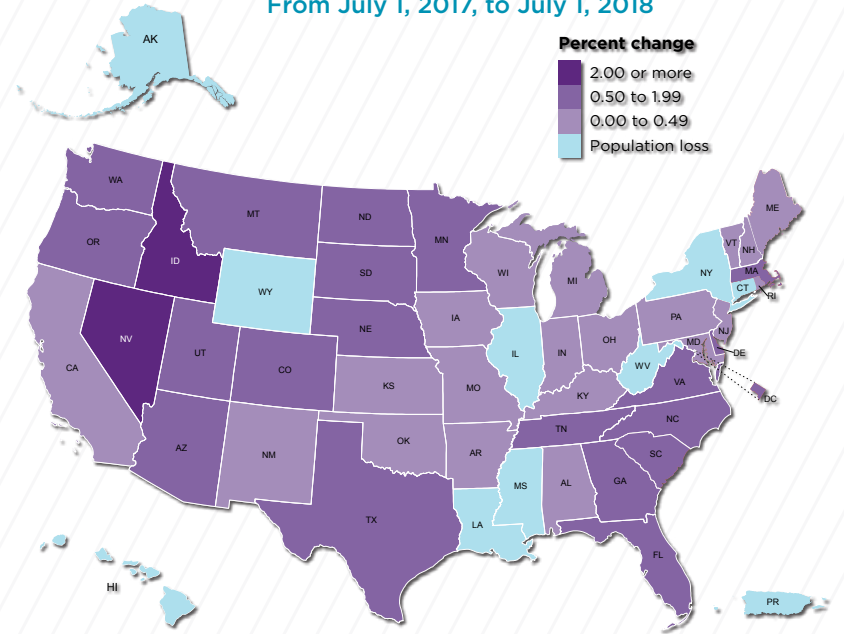 From July 1, 2017, to July 1, 2018
Percent change
2.00 or more
0.50 to 1.99
0.00 to 0.49
Population loss
AK
WA
MT
ND
MN
OR
ID
SD
WI
MI
ME
VT
NH
NY
MA
CT
RI
WY
NE
IA
PA
NJ
NV
UT
CO
IL
IN
OH
MD
DE
WV
VA
DC
CA
KS
MO
KY
AZ
NM
OK
AR
TN
NC
SC
TX
LA
MS
AL
GA
FL
HI
PR